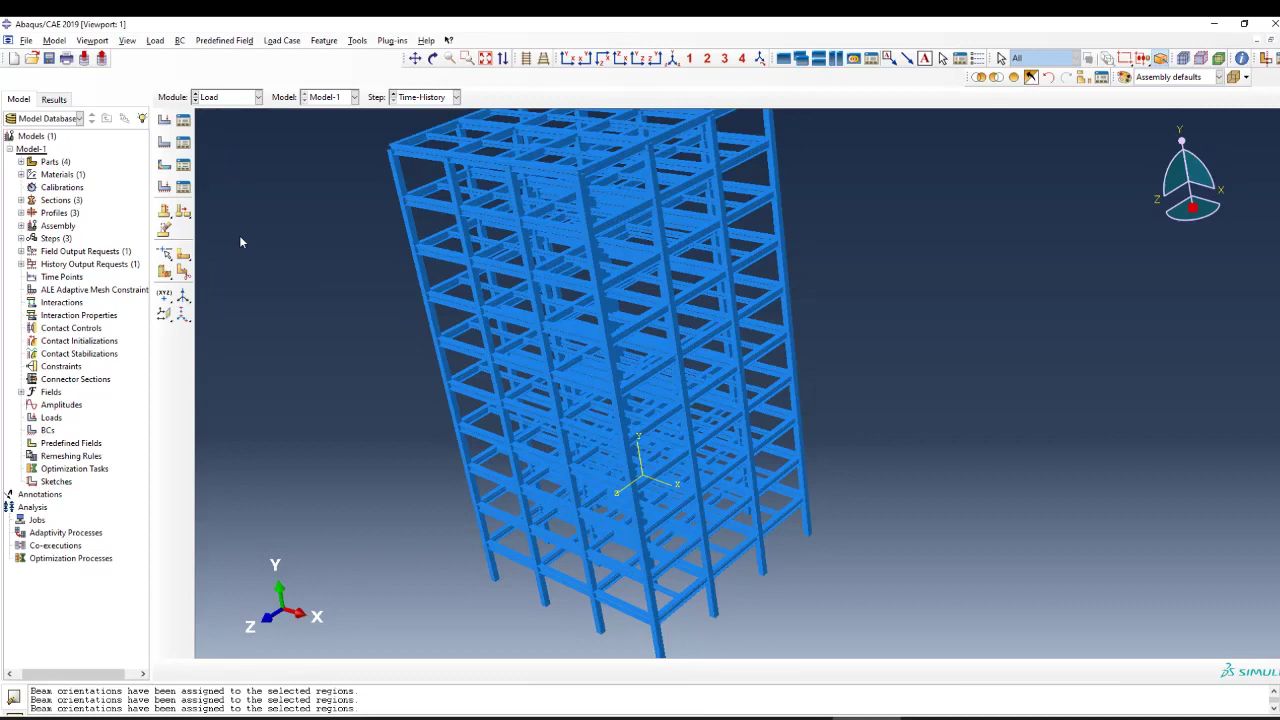 Abaqus/CAE 2019 [Viewport: 1]
File Model Viewport View Load BC Predefined Field Load Case Feature Tools Plug-ins Help
1 2 3 4 A All
Assembly defaults
Model Results Module: Load Model: Model-1 Step: Time-History
Model Database
Models (1)
Model-1
Parts (4)
Materials (1)
Calibrations
Sections (3)
Profiles (3)
Assembly
Steps (3)
Field Output Requests (1)
History Output Requests (1)
Time Points
ALE Adaptive Mesh Constraint
Interactions
Interaction Properties
Contact Controls
Contact Initializations
Contact Stabilizations
Constraints
Connector Sections
Fields
Amplitudes
Loads
BCs
Predefined Fields
Remeshing Rules
Optimization Tasks
Sketches
Annotations
Analysis
Jobs
Adaptivity Processes
Co-executions
Optimization Processes
(XYZ)
Y
X
Z
Y
X
Z
Y
X
Z
SIMULI
Beam orientations have been assigned to the selected regions.
Beam orientations have been assigned to the selected regions.
Beam orientations have been assigned to the selected regions.